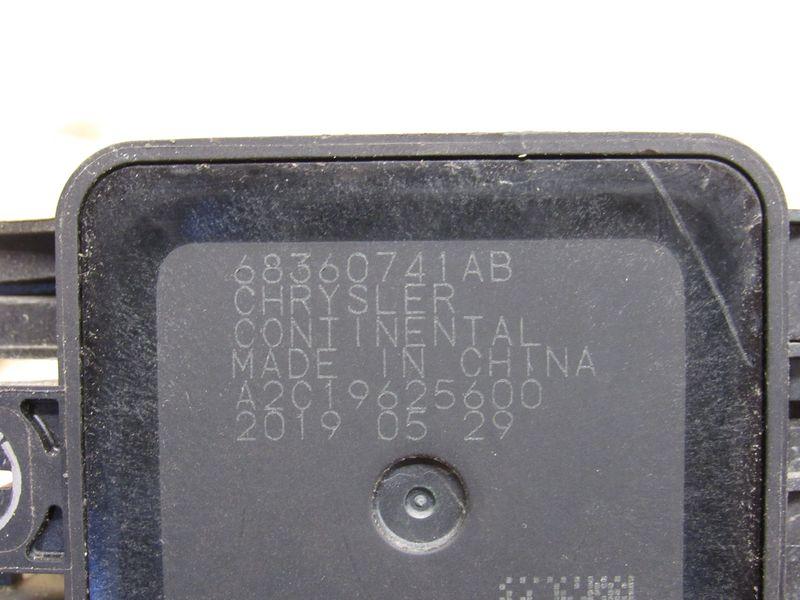 68360741AB
CHRYSLER
CONTINENTAL
MADE IN CHINA
A2C19625600
2019 05 29